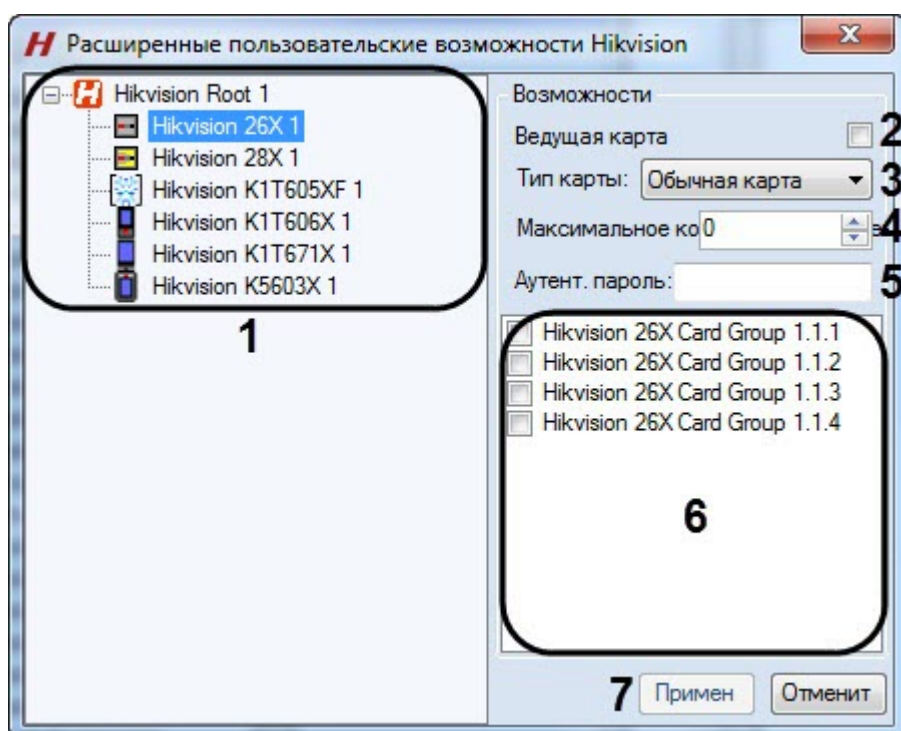 Расширенные пользовательские возможности Hikvision
Hikvision Root 1
Hikvision 26X 1
Hikvision 28X 1
Hikvision K1T605XF 1
Hikvision K1T606X 1
Hikvision K1T671X 1
Hikvision K5603X 1
1
Возможности
Ведущая карта
2
Тип карты: Обычная карта
3
Максимальное ко 0
4
Аутент. пароль:
5
Hikvision 26X Card Group 1.1.1
Hikvision 26X Card Group 1.1.2
Hikvision 26X Card Group 1.1.3
Hikvision 26X Card Group 1.1.4
6
7
Примен
Отменит